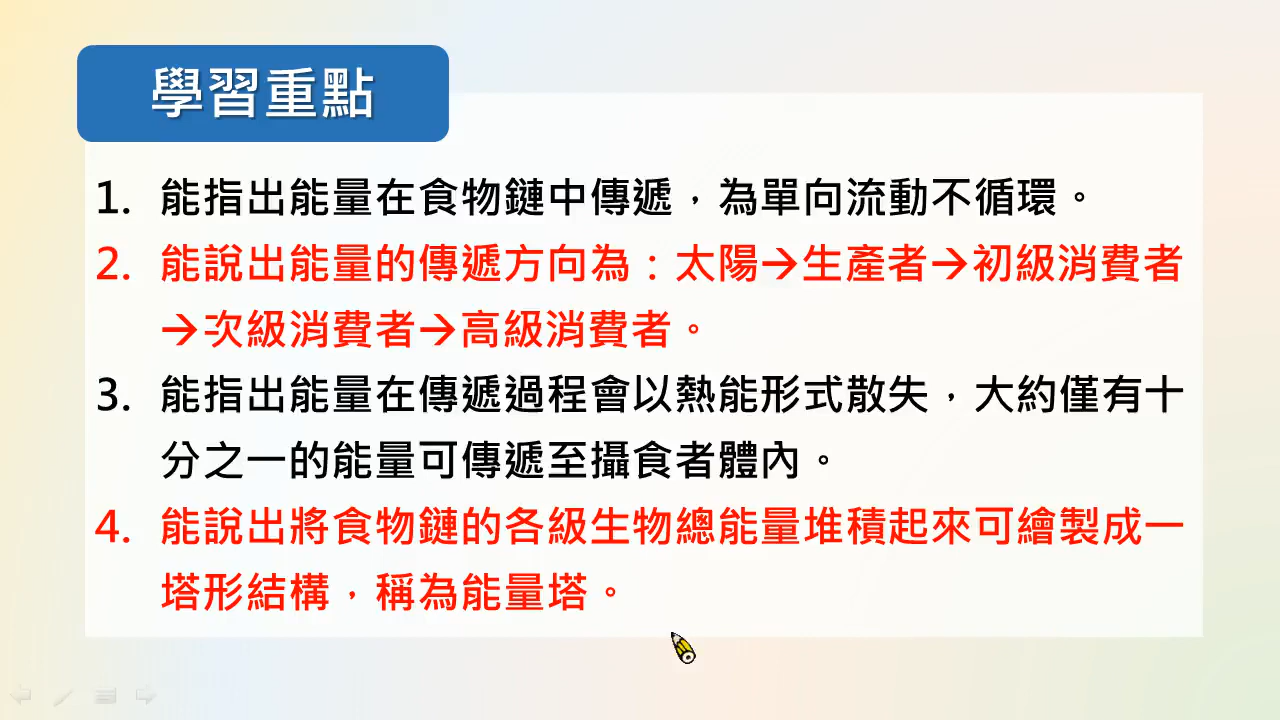 學習重點
1. 能指出能量在食物鏈中傳遞，為單向流動不循環。
2. 能說出能量的傳遞方向為：太陽→生產者→初級消費者
→次級消費者→高級消費者。
3. 能指出能量在傳遞過程會以熱能形式散失，大約僅有十
分之一的能量可傳遞至攝食者體內。
4. 能說出將食物鏈的各級生物總能量堆積起來可繪製成一
塔形結構，稱為能量塔。